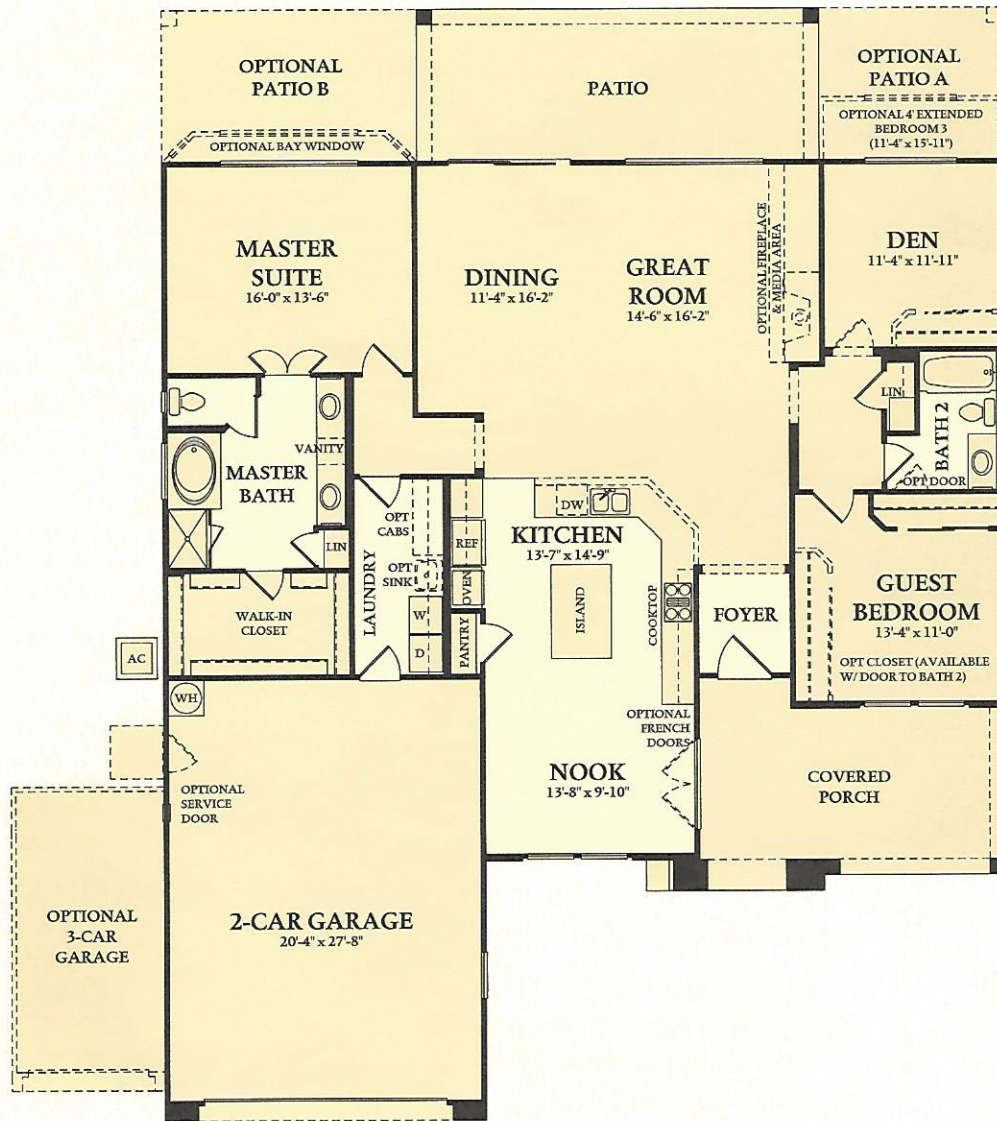 OPTIONAL
PATIO B
PATIO
OPTIONAL
PATIO A
OPTIONAL BAY WINDOW
OPTIONAL 4' EXTENDED
BEDROOM 3
(11'-4" x 15'-11")
MASTER
SUITE
16'-0" x 13'-6"
DINING
11'-4" x 16'-2"
GREAT
ROOM
14'-6" x 16'-2"
OPTIONAL FIREPLACE
& MEDIA AREA
DEN
11'-4" x 11'-11"
LIN
BATH 2
OPT DOOR
VANITY
MASTER
BATH
LIN
OPT
CABS
OPT
SINK
LAUNDRY
W
D
DW
REF
OVEN
PANTRY
KITCHEN
13'-7" x 14'-9"
ISLAND
COOKTOP
FOYER
GUEST
BEDROOM
13'-4" x 11'-0"
OPT CLOSET (AVAILABLE
W/ DOOR TO BATH 2)
WALK-IN
CLOSET
AC
WH
OPTIONAL
SERVICE
DOOR
OPTIONAL
FRENCH
DOORS
NOOK
13'-8" x 9'-10"
COVERED
PORCH
OPTIONAL
3-CAR
GARAGE
2-CAR GARAGE
20'-4" x 27'-8"